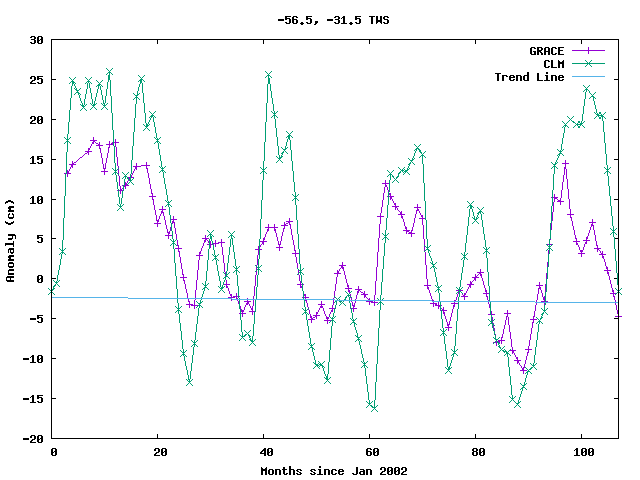 -56.5, -31.5 TWS
GRACE
CLM
Trend Line
30
25
20
15
10
5
0
-5
-10
-15
-20
Anomaly (cm)
0 20 40 60 80 100
Months since Jan 2002